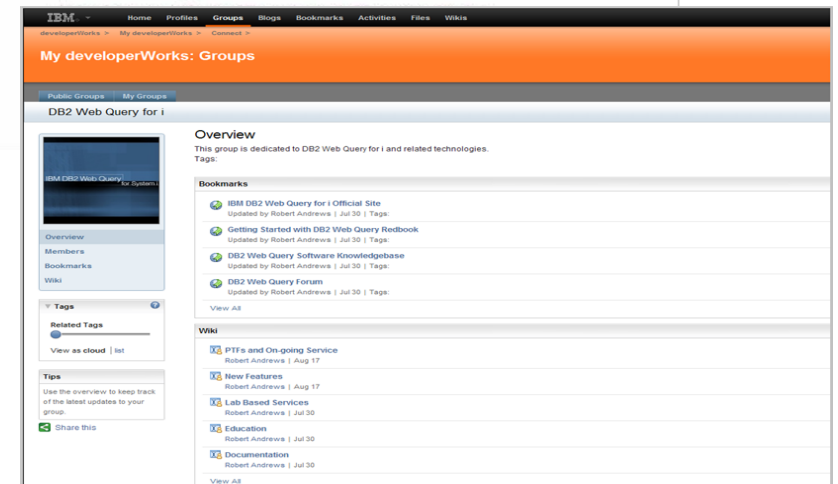 IBM
Home Profiles Groups Blogs Bookmarks Activities Files Wikis
developerWorks > My developerWorks > Connect >
My developerWorks: Groups
Public Groups My Groups
DB2 Web Query for i
IBM DB2 Web Query
for System i
Overview
Members
Bookmarks
Wiki
Tags
Related Tags
View as cloud | list
Tips
Use the overview to keep track
of the latest updates to your
group.
Share this
Overview
This group is dedicated to DB2 Web Query for i and related technologies.
Tags:
Bookmarks
IBM DB2 Web Query for i Official Site
Updated by Robert Andrews | Jul 30 | Tags:
Getting Started with DB2 Web Query Redbook
Updated by Robert Andrews | Jul 30 | Tags:
DB2 Web Query Software Knowledgebase
Updated by Robert Andrews | Jul 30 | Tags:
DB2 Web Query Forum
Updated by Robert Andrews | Jul 30 | Tags:
View All
Wiki
PTFs and On-going Service
Robert Andrews | Aug 17
New Features
Robert Andrews | Aug 17
Lab Based Services
Robert Andrews | Jul 30
Education
Robert Andrews | Jul 30
Documentation
Robert Andrews | Jul 30
View All